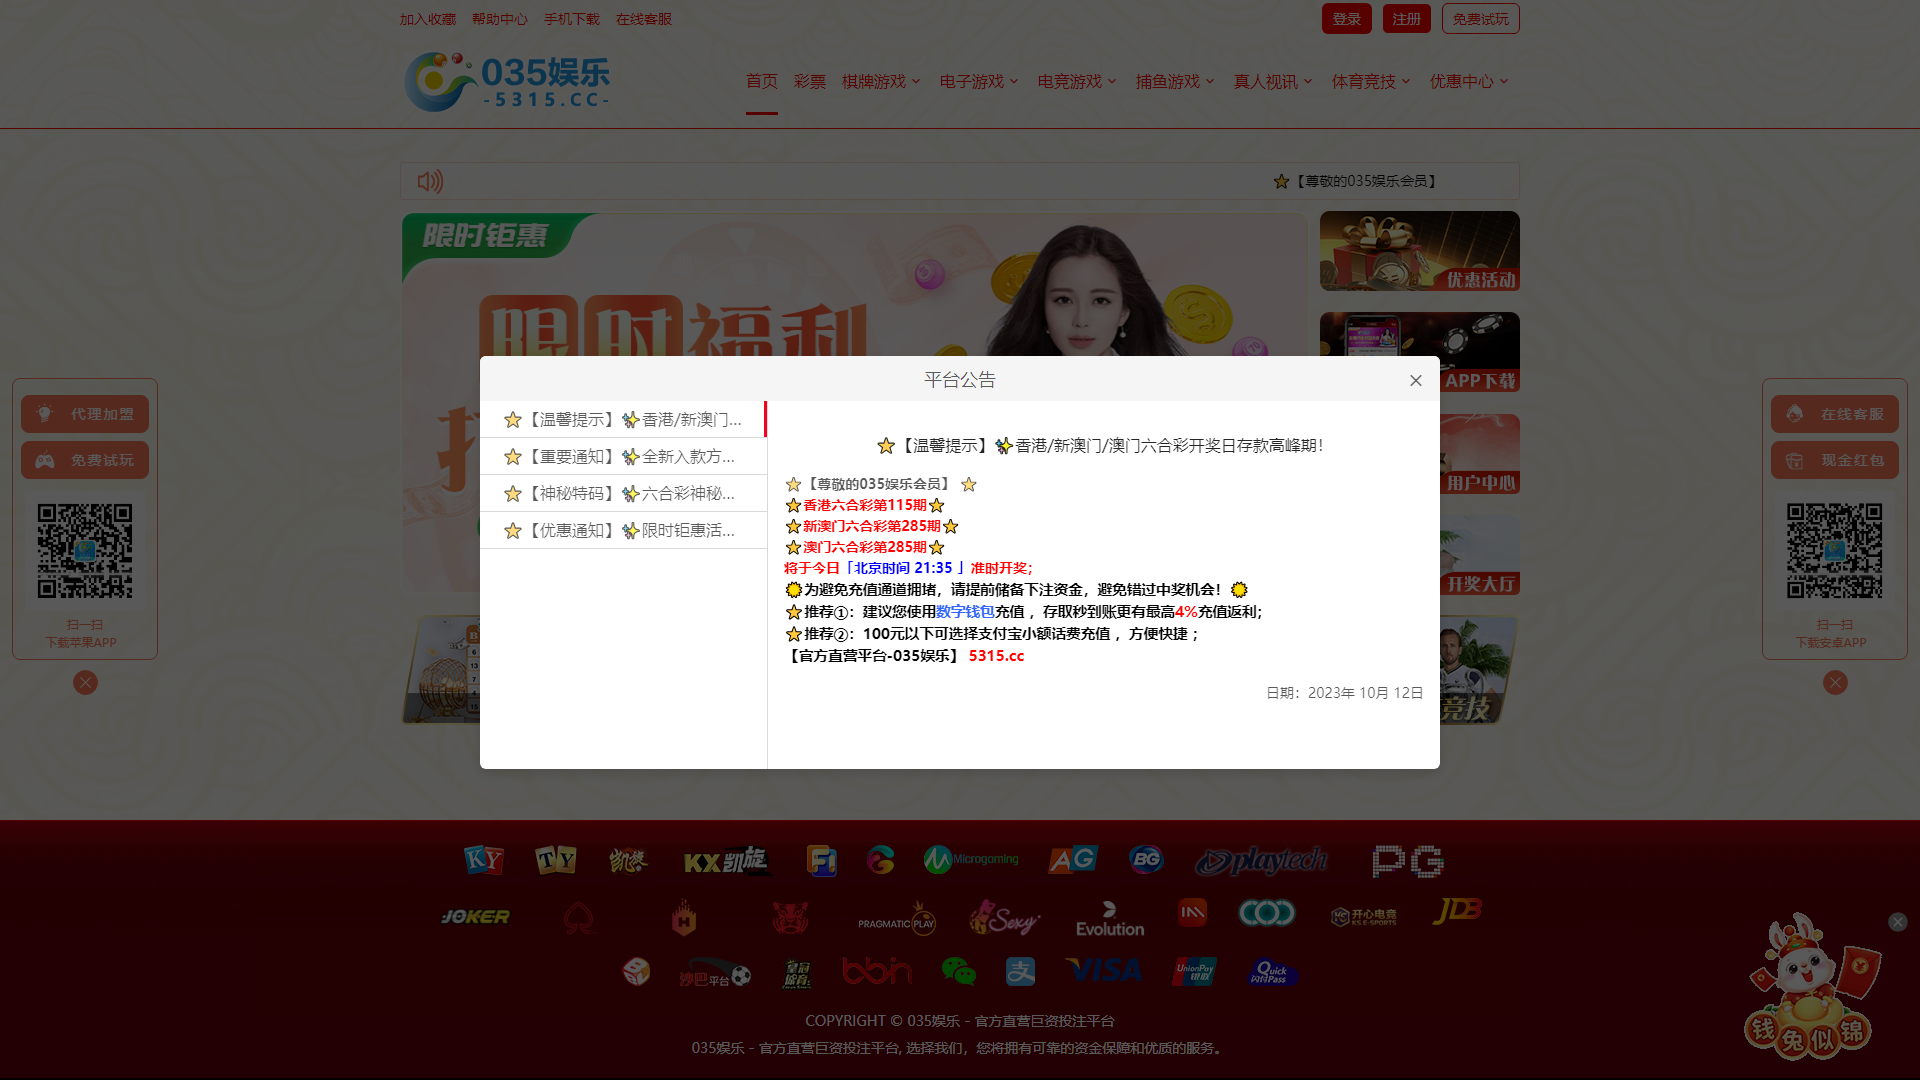 加入收藏 帮助中心 手机下载 在线客服
登录 注册 免费试玩
035娱乐
-5315.CC-
首页 彩票 棋牌游戏 电子游戏 电竞游戏 捕鱼游戏 真人视讯 体育竞技 优惠中心
⭐【尊敬的035娱乐会员】
限时钜惠
限时福利
优惠活动
APP下载
用户中心
开奖大厅
竞技
代理加盟
免费试玩
扫一扫
下载苹果APP
在线客服
现金红包
扫一扫
下载安卓APP
平台公告
⭐【温馨提示】✨香港/新澳门...
⭐【重要通知】✨全新入款方...
⭐【神秘特码】✨六合彩神秘...
⭐【优惠通知】✨限时钜惠活...
⭐【温馨提示】✨香港/新澳门/澳门六合彩开奖日存款高峰期！
⭐【尊敬的035娱乐会员】 ⭐
⭐香港六合彩第115期⭐
⭐新澳门六合彩第285期⭐
⭐澳门六合彩第285期⭐
将于今日「北京时间 21:35 」准时开奖；
为避免充值通道拥堵，请提前储备下注资金，避免错过中奖机会！
⭐推荐①：建议您使用数字钱包充值 ，存取秒到账更有最高4%充值返利；
⭐推荐②：100元以下可选择支付宝小额话费充值 ，方便快捷 ；
【官方直营平台-035娱乐】 5315.cc
日期：2023年 10月 12日
KY TY 凯旋 KX凯旋 Microgaming AG BG playtech PG
JOKER H PRAGMATIC PLAY Sexy Evolution 开心电竞 KS E-SPORTS JDB
沙巴平台 皇冠体育 bbin 支 VISA UnionPay 银联 Quick Pass 闪付
COPYRIGHT © 035娱乐 - 官方直营巨资投注平台
035娱乐 - 官方直营巨资投注平台, 选择我们，您将拥有可靠的资金保障和优质的服务。
钱兔似锦